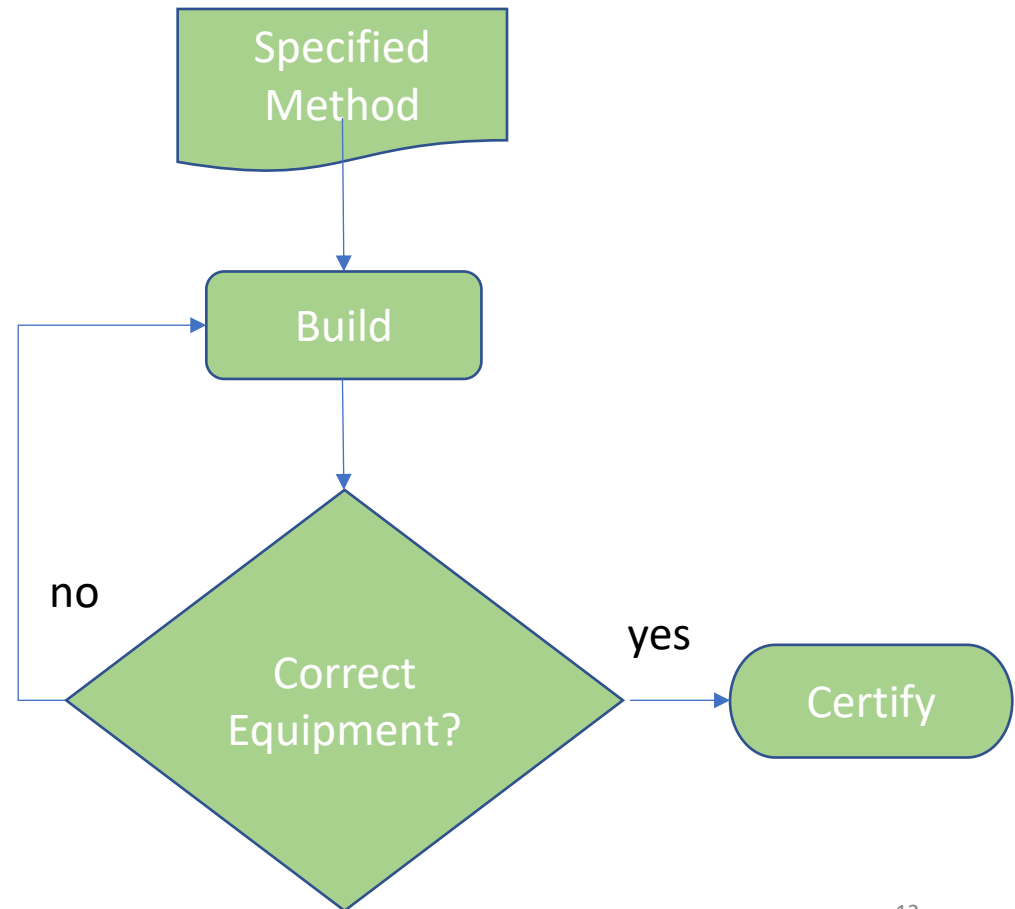 Specified
Method
Build
no
yes
Correct
Equipment?
Certify